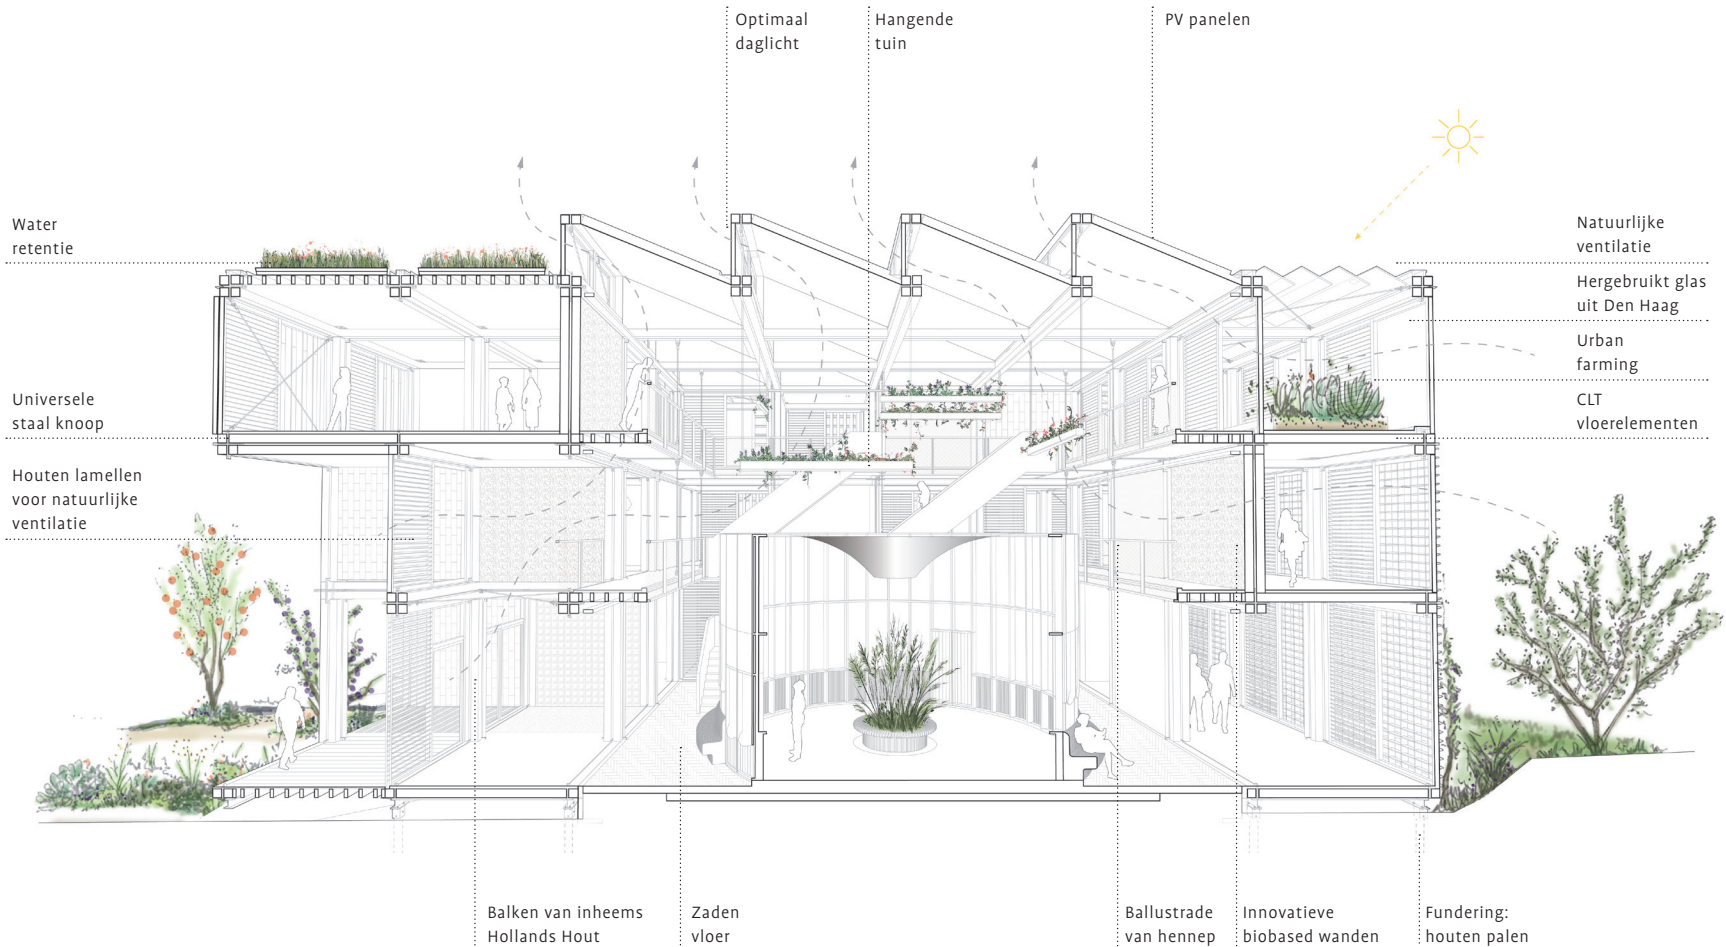 Optimaal
daglicht
Hangende
tuin
PV panelen
Water
retentie
Universele
staal knoop
Houten lamellen
voor natuurlijke
ventilatie
Natuurlijke
ventilatie
Hergebruikt glas
uit Den Haag
Urban
farming
CLT
vloerelementen
Balken van inheems
Hollands Hout
Zaden
vloer
Ballustrade
van hennep
Innovatieve
biobased wanden
Fundering:
houten palen